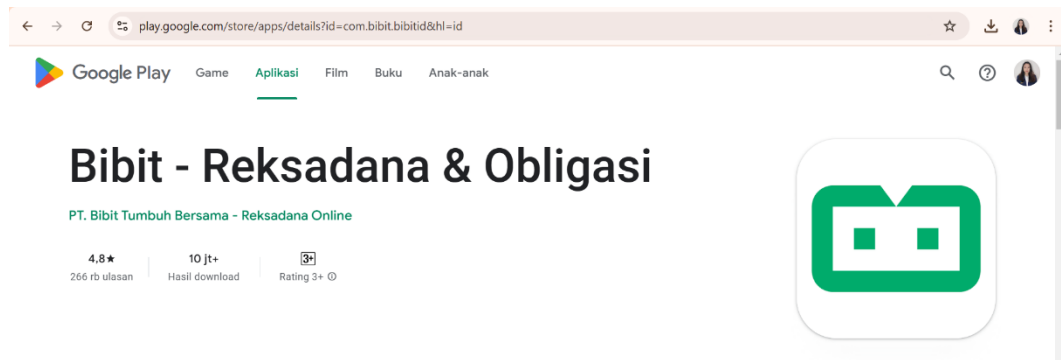 play.google.com/store/apps/details?id=com.bibit.bibitid&hl=id
Google Play Game Aplikasi Film Buku Anak-anak
Bibit - Reksadana & Obligasi
PT. Bibit Tumbuh Bersama - Reksadana Online
4,8★ 10 jt+ 3+
266 rb ulasan Hasil download Rating 3+